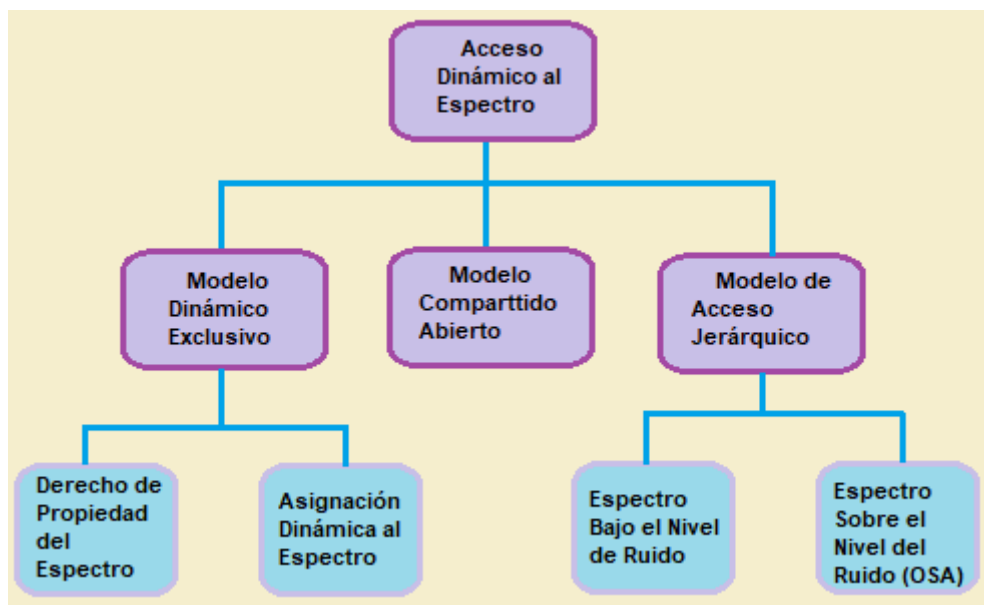 Acceso
Dinámico al
Espectro
Modelo
Dinámico
Exclusivo
Modelo
Comparttido
Abierto
Modelo de
Acceso
Jerárquico
Derecho de
Propiedad
del
Espectro
Asignación
Dinámica al
Espectro
Espectro
Bajo el Nivel
de Ruido
Espectro
Sobre el
Nivel del
Ruido (OSA)